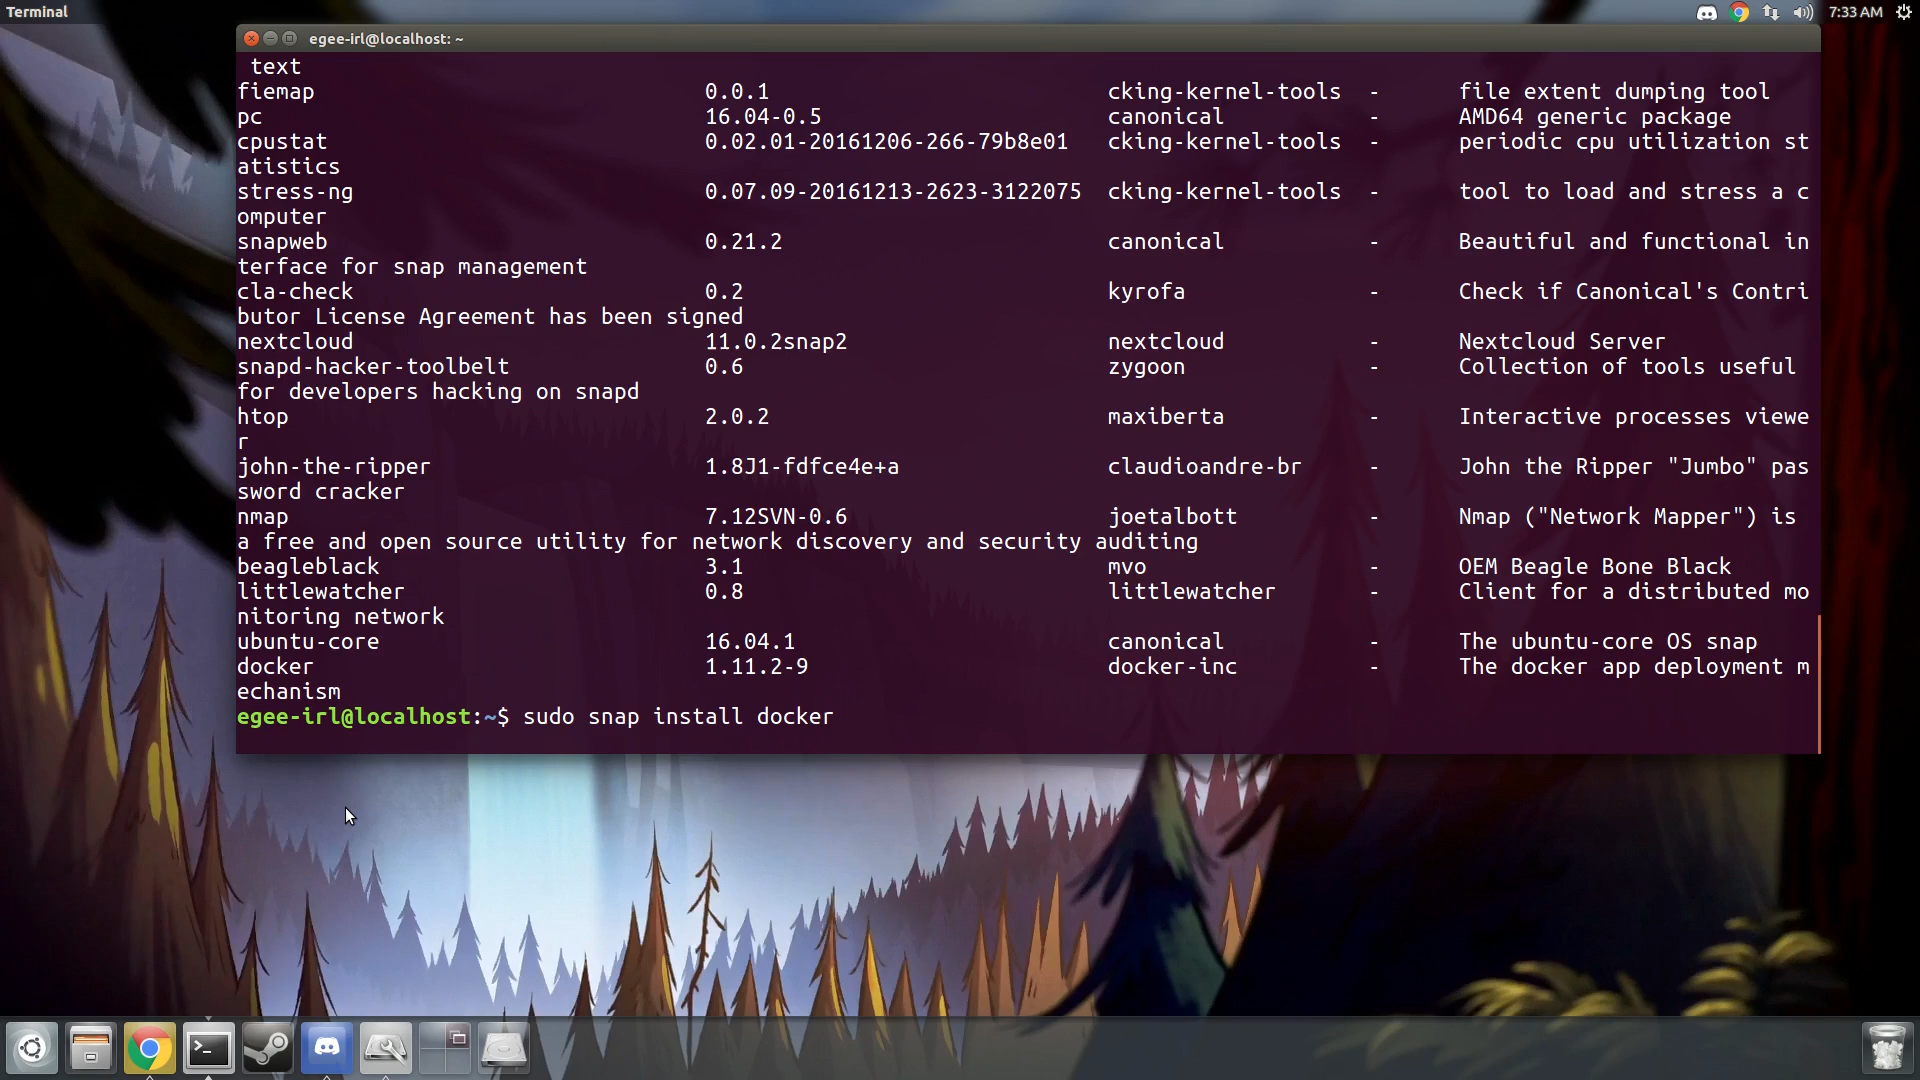 Terminal
7:33 AM
egee-irl@localhost: ~
text
fiemap 0.0.1 cking-kernel-tools - file extent dumping tool
pc 16.04-0.5 canonical - AMD64 generic package
cpustat 0.02.01-20161206-266-79b8e01 cking-kernel-tools - periodic cpu utilization st
atistics
stress-ng 0.07.09-20161213-2623-3122075 cking-kernel-tools - tool to load and stress a c
omputer
snapweb 0.21.2 canonical - Beautiful and functional in
terface for snap management
cla-check 0.2 kyrofa - Check if Canonical's Contri
butor License Agreement has been signed
nextcloud 11.0.2snap2 nextcloud - Nextcloud Server
snapd-hacker-toolbelt 0.6 zygoon - Collection of tools useful
for developers hacking on snapd
htop 2.0.2 maxiberta - Interactive processes viewe
r
john-the-ripper 1.8J1-fdfce4e+a claudioandre-br - John the Ripper "Jumbo" pas
sword cracker
nmap 7.12SVN-0.6 joetalbott - Nmap ("Network Mapper") is
a free and open source utility for network discovery and security auditing
beagleblack 3.1 mvo - OEM Beagle Bone Black
littlewatcher 0.8 littlewatcher - Client for a distributed mo
nitoring network
ubuntu-core 16.04.1 canonical - The ubuntu-core OS snap
docker 1.11.2-9 docker-inc - The docker app deployment m
echanism
egee-irl@localhost:~$ sudo snap install docker